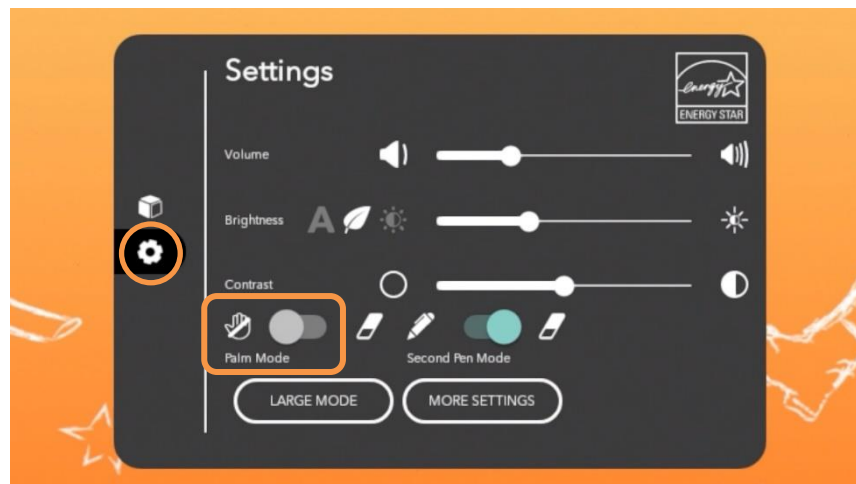 Settings
energy
ENERGY STAR
Volume
Brightness A
Contrast
Palm Mode Second Pen Mode
LARGE MODE MORE SETTINGS